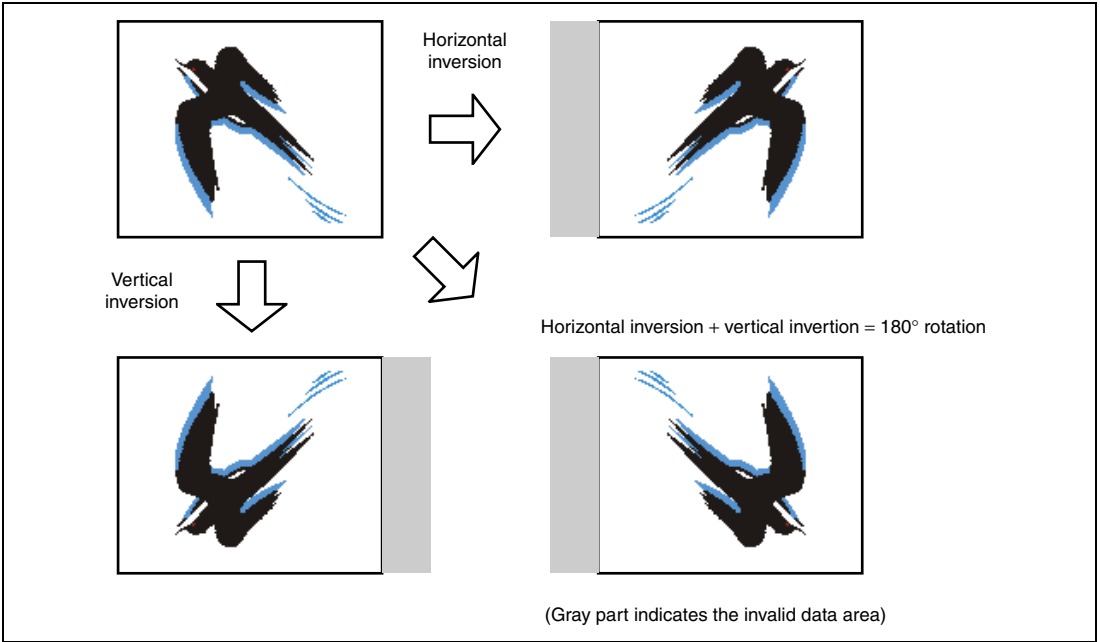 Horizontal
inversion
Vertical
inversion
Horizontal inversion + vertical invertion = 180° rotation
(Gray part indicates the invalid data area)